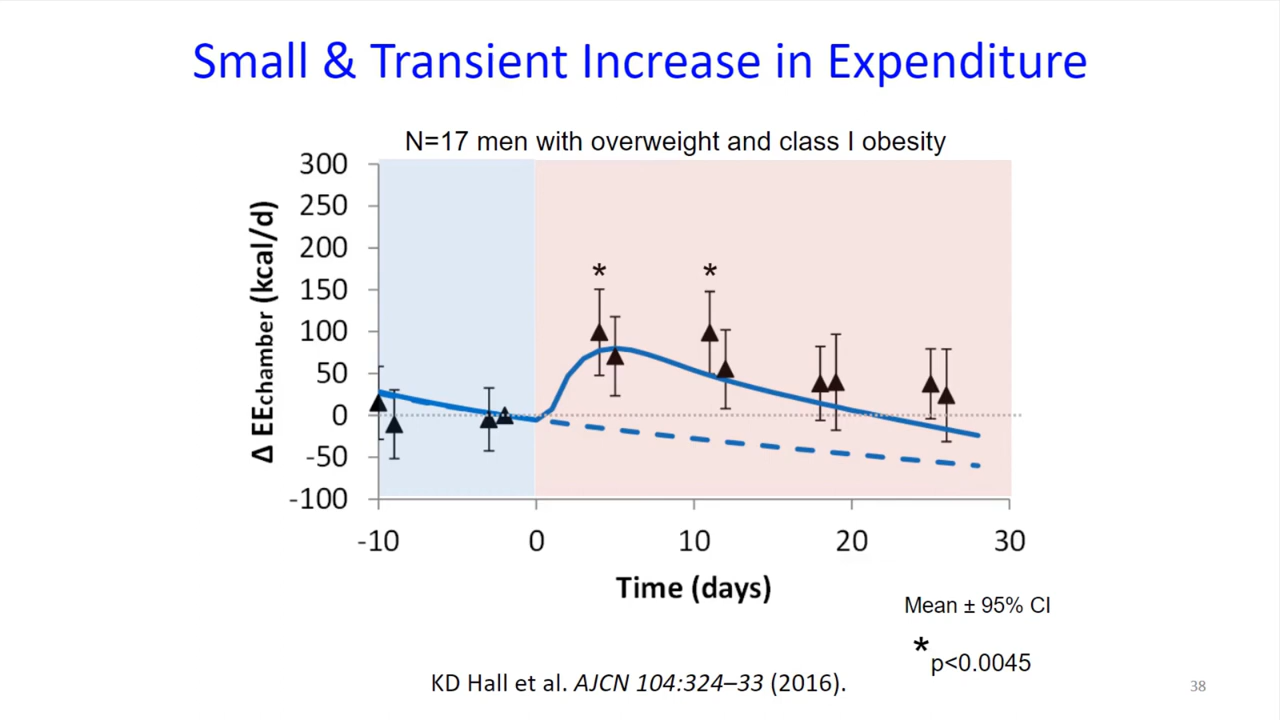 Small & Transient Increase in Expenditure
N=17 men with overweight and class I obesity
300
250
200
150
100
50
0
-50
-100
Δ EEchamber (kcal/d)
* *
-10 0 10 20 30
Time (days)
Mean ± 95% CI
* p<0.0045
KD Hall et al. AJCN 104:324–33 (2016).
38